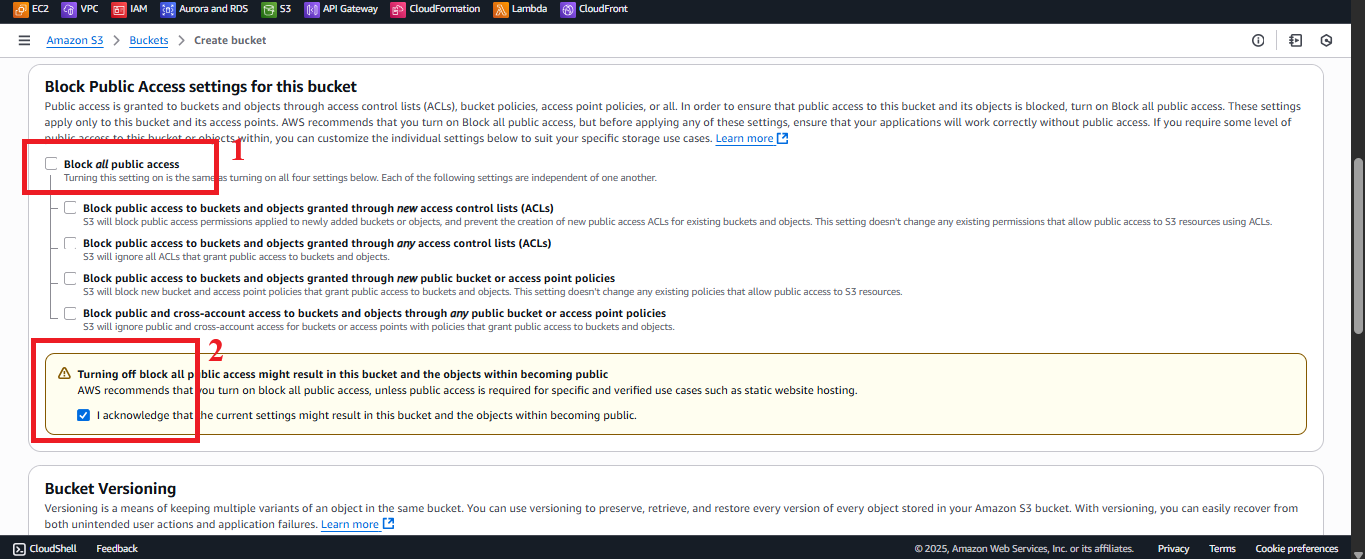 EC2 VPC IAM Aurora and RDS S3 API Gateway CloudFormation Lambda CloudFront
Amazon S3 > Buckets > Create bucket
Block Public Access settings for this bucket
Public access is granted to buckets and objects through access control lists (ACLs), bucket policies, access point policies, or all. In order to ensure that public access to this bucket and its objects is blocked, turn on Block all public access. These settings
apply only to this bucket and its access points. AWS recommends that you turn on Block all public access, but before applying any of these settings, ensure that your applications will work correctly without public access. If you require some level of
public access to this bucket or objects within, you can customize the individual settings below to suit your specific storage use cases. Learn more
1
Block all public access
Turning this setting on is the same as turning on all four settings below. Each of the following settings are independent of one another.
Block public access to buckets and objects granted through new access control lists (ACLs)
S3 will block public access permissions applied to newly added buckets or objects, and prevent the creation of new public access ACLs for existing buckets and objects. This setting doesn't change any existing permissions that allow public access to S3 resources using ACLs.
Block public access to buckets and objects granted through any access control lists (ACLs)
S3 will ignore all ACLs that grant public access to buckets and objects.
Block public access to buckets and objects granted through new public bucket or access point policies
S3 will block new bucket and access point policies that grant public access to buckets and objects. This setting doesn't change any existing policies that allow public access to S3 resources.
Block public and cross-account access to buckets and objects through any public bucket or access point policies
S3 will ignore public and cross-account access for buckets or access points with policies that grant public access to buckets and objects.
2
Turning off block all public access might result in this bucket and the objects within becoming public
AWS recommends that you turn on block all public access, unless public access is required for specific and verified use cases such as static website hosting.
I acknowledge that the current settings might result in this bucket and the objects within becoming public.
Bucket Versioning
Versioning is a means of keeping multiple variants of an object in the same bucket. You can use versioning to preserve, retrieve, and restore every version of every object stored in your Amazon S3 bucket. With versioning, you can easily recover from
both unintended user actions and application failures. Learn more
CloudShell Feedback © 2025, Amazon Web Services, Inc. or its affiliates. Privacy Terms Cookie preferences